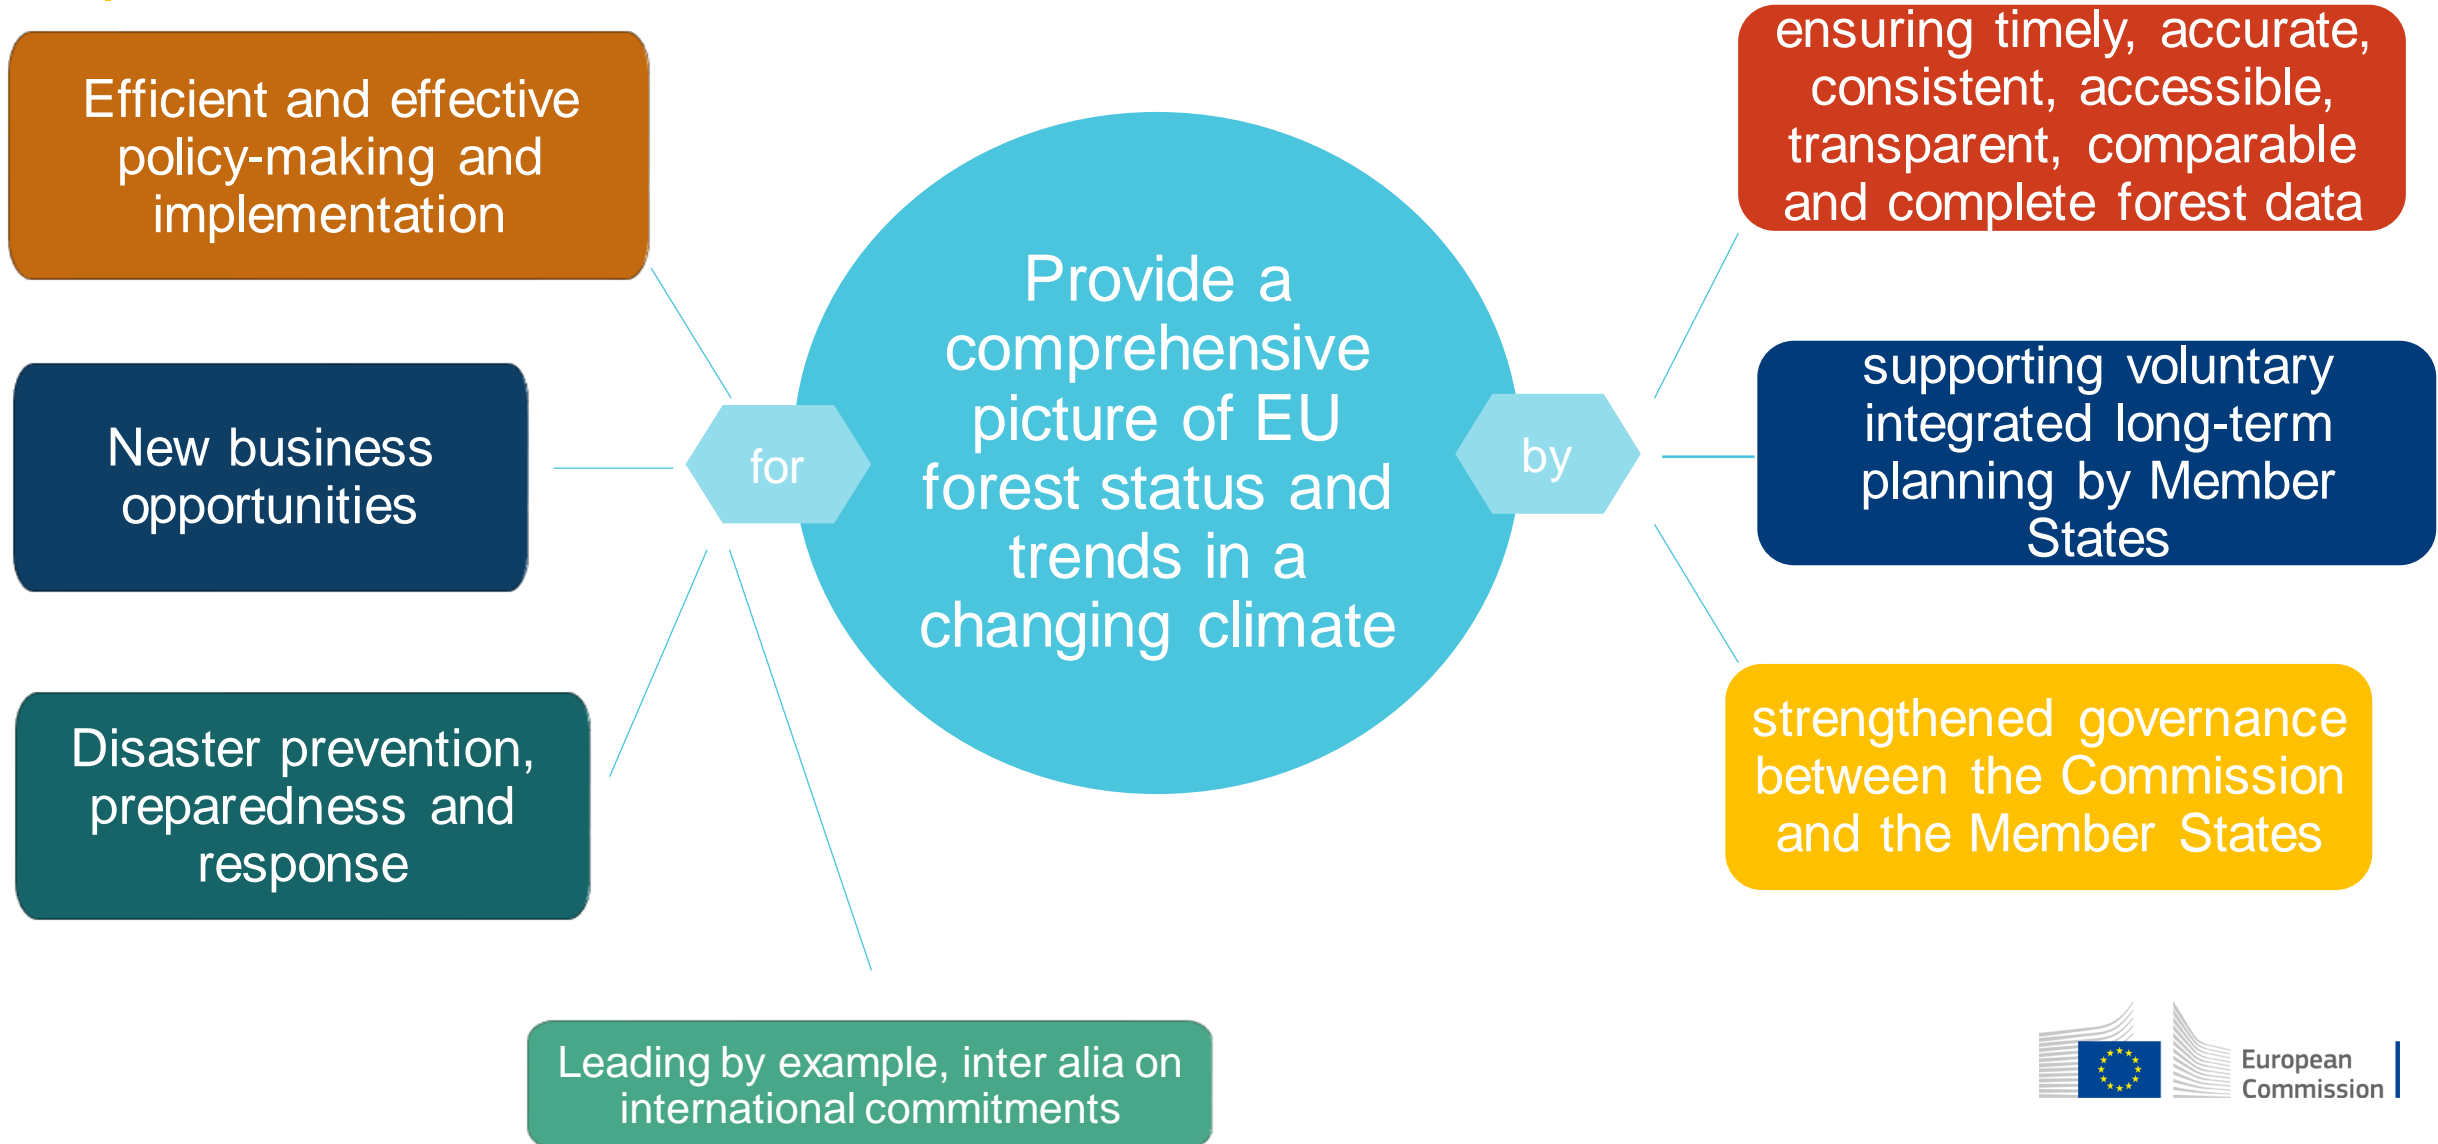 Efficient and effective
policy-making and
implementation
New business
opportunities
Disaster prevention,
preparedness and
response
Leading by example, inter alia on
international commitments
for
Provide a
comprehensive
picture of EU
forest status and
trends in a
changing climate
by
ensuring timely, accurate,
consistent, accessible,
transparent, comparable
and complete forest data
supporting voluntary
integrated long-term
planning by Member
States
strengthened governance
between the Commission
and the Member States
European
Commission